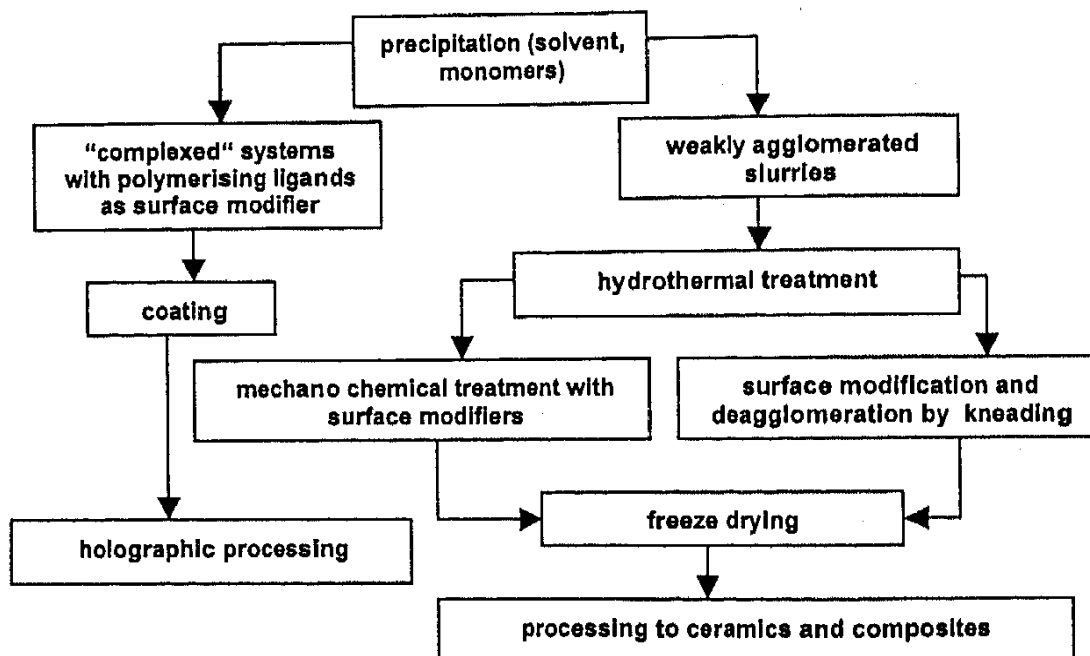 precipitation (solvent,
monomers)
“complexed“ systems
with polymerising ligands
as surface modifier
weakly agglomerated
slurries
hydrothermal treatment
coating
mechano chemical treatment with
surface modifiers
surface modification and
deagglomeration by kneading
freeze drying
holographic processing
processing to ceramics and composites